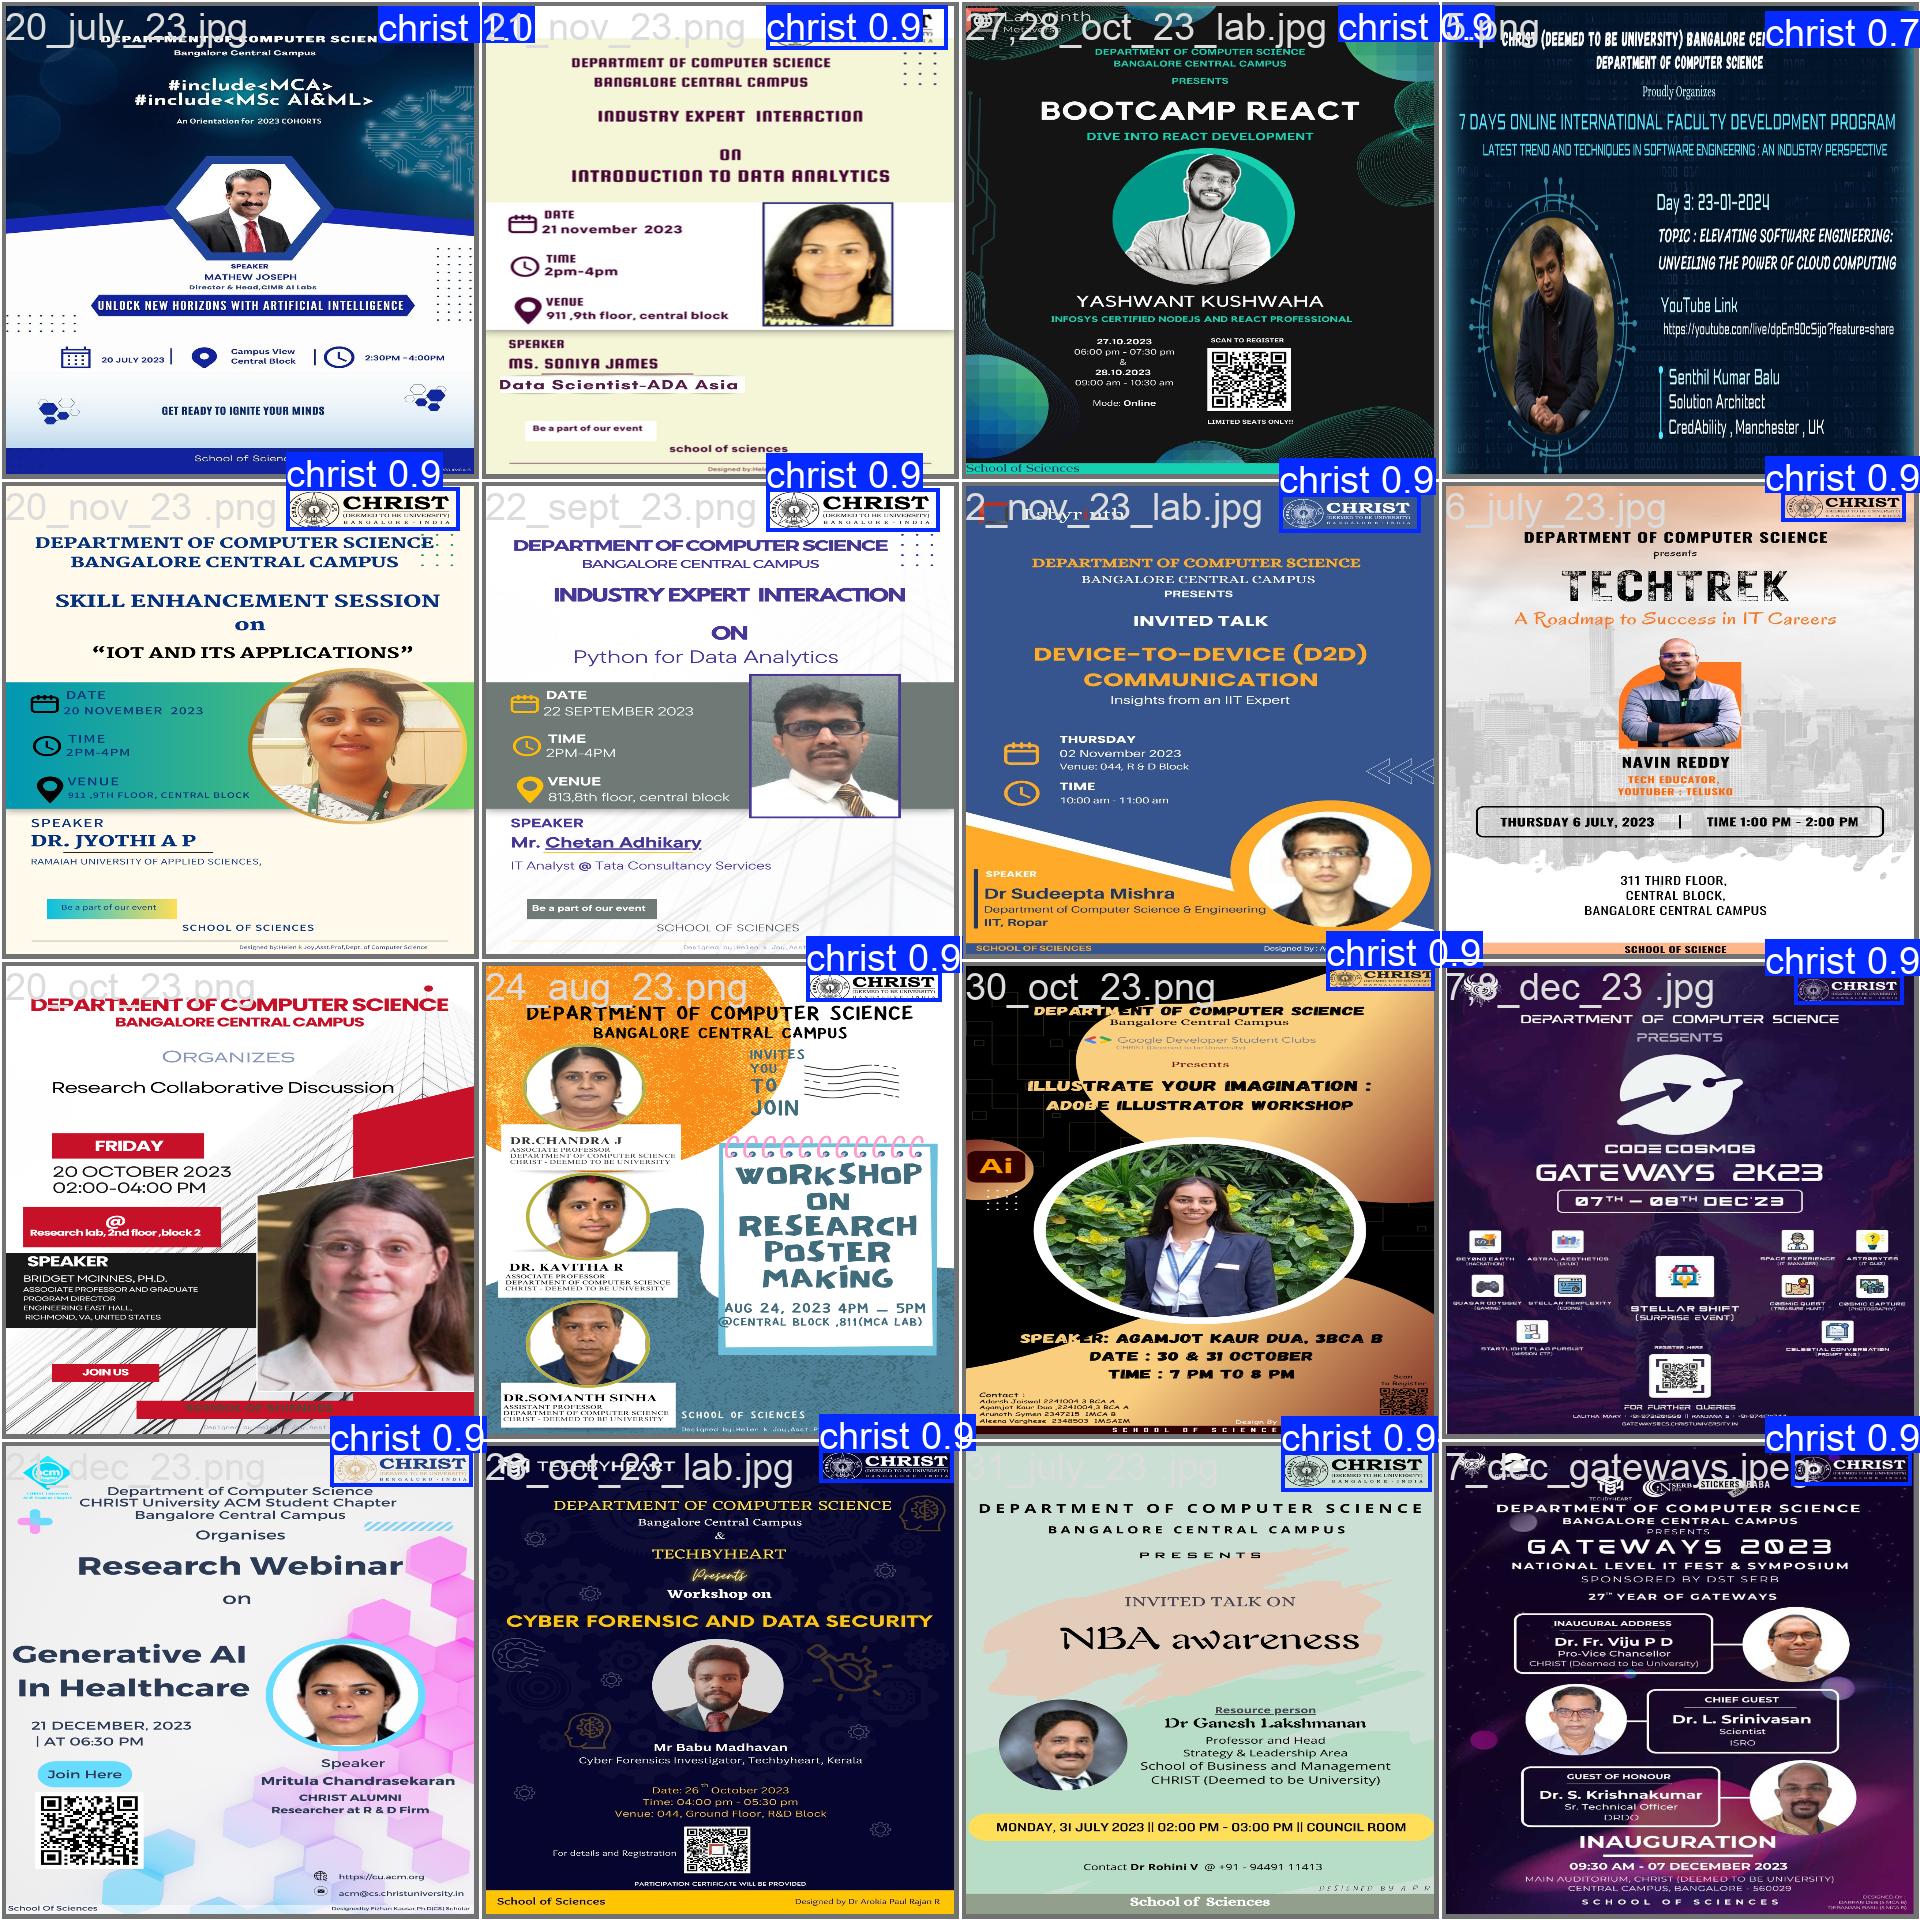 20_july_23.jpg
christ 1.0
DEPARTMENT OF COMPUTER SCIEN
Bangalore Central Campus
#include<MCA>
#include<MSc AI&ML>
An Orientation for 2023 COHORTS
SPEAKER
MATHEW JOSEPH
Director & Head,CIMB AI Labs
UNLOCK NEW HORIZONS WITH ARTIFICIAL INTELLIGENCE
20 JULY 2023
Campus View
Central Block
2:30PM -4:00PM
GET READY TO IGNITE YOUR MINDS
School of Scienc
nov_23.png
christ 0.9
DEPARTMENT OF COMPUTER SCIENCE
BANGALORE CENTRAL CAMPUS
INDUSTRY EXPERT INTERACTION
ON
INTRODUCTION TO DATA ANALYTICS
DATE
21 november 2023
TIME
2pm-4pm
VENUE
911 ,9th floor, central block
SPEAKER
MS. SONIYA JAMES
Data Scientist-ADA Asia
Be a part of our event
school of sciences
27,28_oct_23_lab.jpg
christ 0.9
Labyrinth
DEPARTMENT OF COMPUTER SCIENCE
BANGALORE CENTRAL CAMPUS
PRESENTS
BOOTCAMP REACT
DIVE INTO REACT DEVELOPMENT
YASHWANT KUSHWAHA
INFOSYS CERTIFIED NODEJS AND REACT PROFESSIONAL
27.10.2023
06:00 pm - 07:30 pm
&
28.10.2023
09:00 am - 10:30 am
Mode: Online
SCAN TO REGISTER
LIMITED SEATS ONLY!!
School of Sciences
5.png
christ 0.7
CHRIST (DEEMED TO BE UNIVERSITY) BANGALORE CE
DEPARTMENT OF COMPUTER SCIENCE
Proudly Organizes
7 DAYS ONLINE INTERNATIONAL FACULTY DEVELOPMENT PROGRAM
LATEST TREND AND TECHNIQUES IN SOFTWARE ENGINEERING : AN INDUSTRY PERSPECTIVE
Day 3: 23-01-2024
TOPIC : ELEVATING SOFTWARE ENGINEERING:
UNVEILING THE POWER OF CLOUD COMPUTING
YouTube Link
Senthil Kumar Balu
Solution Architect
CredAbility , Manchester , UK
20_nov_23 .png
christ 0.9
CHRIST
(DEEMED TO BE UNIVERSITY)
BANGALORE · INDIA
DEPARTMENT OF COMPUTER SCIENCE
BANGALORE CENTRAL CAMPUS
SKILL ENHANCEMENT SESSION
on
“IOT AND ITS APPLICATIONS”
DATE
20 NOVEMBER 2023
TIME
2PM-4PM
VENUE
911 ,9TH FLOOR, CENTRAL BLOCK
SPEAKER
DR. JYOTHI A P
RAMAIAH UNIVERSITY OF APPLIED SCIENCES,
Be a part of our event
SCHOOL OF SCIENCES
Designed by:Helen k Joy,Asst.Prof,Dept. of Computer Science
22_sept_23.png
christ 0.9
CHRIST
(DEEMED TO BE UNIVERSITY)
BANGALORE · INDIA
DEPARTMENT OF COMPUTER SCIENCE
BANGALORE CENTRAL CAMPUS
INDUSTRY EXPERT INTERACTION
ON
Python for Data Analytics
DATE
22 SEPTEMBER 2023
TIME
2PM-4PM
VENUE
813,8th floor, central block
SPEAKER
Mr. Chetan Adhikary
IT Analyst @ Tata Consultancy Services
Be a part of our event
SCHOOL OF SCIENCES
2_nov_23_lab.jpg
christ 0.9
CHRIST
(DEEMED TO BE UNIVERSITY)
BANGALORE · INDIA
DEPARTMENT OF COMPUTER SCIENCE
BANGALORE CENTRAL CAMPUS
PRESENTS
INVITED TALK
DEVICE-TO-DEVICE (D2D)
COMMUNICATION
Insights from an IIT Expert
THURSDAY
02 November 2023
Venue: 044, R & D Block
TIME
10:00 am - 11:00 am
SPEAKER
Dr Sudeepta Mishra
Department of Computer Science & Engineering
IIT, Ropar
SCHOOL OF SCIENCES
6_july_23.jpg
christ 0.9
CHRIST
DEPARTMENT OF COMPUTER SCIENCE
presents
TECHTREK
A Roadmap to Success in IT Careers
NAVIN REDDY
TECH EDUCATOR,
YOUTUBER : TELUSKO
THURSDAY 6 JULY, 2023 | TIME 1:00 PM - 2:00 PM
311 THIRD FLOOR,
CENTRAL BLOCK,
BANGALORE CENTRAL CAMPUS
SCHOOL OF SCIENCE
20_oct_23.png
DEPARTMENT OF COMPUTER SCIENCE
BANGALORE CENTRAL CAMPUS
ORGANIZES
Research Collaborative Discussion
FRIDAY
20 OCTOBER 2023
02:00-04:00 PM
@
Research lab, 2nd floor ,block 2
SPEAKER
BRIDGET MCINNES, PH.D.
ASSOCIATE PROFESSOR AND GRADUATE
PROGRAM DIRECTOR
ENGINEERING EAST HALL,
RICHMOND, VA, UNITED STATES
JOIN US
SCHOOL OF SCIENCES
24_aug_23.png
christ 0.9
CHRIST
DEPARTMENT OF COMPUTER SCIENCE
BANGALORE CENTRAL CAMPUS
INVITES
YOU
TO
JOIN
DR.CHANDRA J
ASSOCIATE PROFESSOR
DEPARTMENT OF COMPUTER SCIENCE
CHRIST - DEEMED TO BE UNIVERSITY
DR. KAVITHA R
ASSOCIATE PROFESSOR
DEPARTMENT OF COMPUTER SCIENCE
CHRIST - DEEMED TO BE UNIVERSITY
DR.SOMANTH SINHA
ASSISTANT PROFESSOR
DEPARTMENT OF COMPUTER SCIENCE
CHRIST - DEEMED TO BE UNIVERSITY
WORKSHOP
ON
RESEARCH
POSTER
MAKING
AUG 24, 2023 4PM — 5PM
@CENTRAL BLOCK ,811(MCA LAB)
SCHOOL OF SCIENCES
30_oct_23.png
christ 0.9
CHRIST
DEPARTMENT OF COMPUTER SCIENCE
Bangalore Central Campus
Google Developer Student Clubs
CHRIST (Deemed to be University)
Presents
ILLUSTRATE YOUR IMAGINATION :
ADOBE ILLUSTRATOR WORKSHOP
Ai
SPEAKER: AGAMJOT KAUR DUA, 3BCA B
DATE : 30 & 31 OCTOBER
TIME : 7 PM TO 8 PM
Contact :
Adarsh Jaiswal 2241004 3 BCA A
Arunoth Symen 2347215 1MCA B
Aleena Varghese 2348503 1MSAIM
Scan
to Register
Design By
SCHOOL OF SCIENCE
7,8_dec_23 .jpg
christ 0.9
CHRIST
DEPARTMENT OF COMPUTER SCIENCE
PRESENTS
CODE COSMOS
GATEWAYS 2K23
07TH — 08TH DEC'23
BEYOND EARTH
(HACKATHON)
ASTRAL AESTHETICS
(UI/UX)
SPACE EXPERIENCE
(IT MANAGER)
ASTROBYTES
(IT QUIZ)
QUASAR ODYSSEY
(GAMING)
STELLAR PERPLEXITY
(CODING)
STELLAR SHIFT
(SURPRISE EVENT)
COSMIC QUEST
(TREASURE HUNT)
COSMIC CAPTURE
(PHOTOGRAPHY)
STARLIGHT FLAG PURSUIT
(MISSION CTF)
REGISTER HERE
CELESTIAL CONVERSATION
FOR FURTHER QUERIES
21_dec_23.png
christ 0.9
acm
CHRIST
(DEEMED TO BE UNIVERSITY)
BANGALORE · INDIA
Department of Computer Science
CHRIST University ACM Student Chapter
Bangalore Central Campus
Organises
Research Webinar
on
Generative AI
In Healthcare
21 DECEMBER, 2023
| AT 06:30 PM
Join Here
Speaker
Mritula Chandrasekaran
CHRIST ALUMNI
Researcher at R & D Firm
https://cu.acm.org
acm@cs.christuniversity.in
School Of Sciences
Designed by Fizhan Kausar, Ph.D(CS) Scholar
26_oct_23_lab.jpg
christ 0.9
TECHBYHEART
CHRIST
DEPARTMENT OF COMPUTER SCIENCE
Bangalore Central Campus
&
TECHBYHEART
Presents
Workshop on
CYBER FORENSIC AND DATA SECURITY
Mr Babu Madhavan
Cyber Forensics Investigator, Techbyheart, Kerala
Date: 26th October 2023
Time: 04:00 pm - 05:30 pm
Venue: 044, Ground Floor, R&D Block
For details and Registration
PARTICIPATION CERTIFICATE WILL BE PROVIDED
School of Sciences
Designed by Dr Arokia Paul Rajan R
31_july_23.jpg
christ 0.9
CHRIST
(DEEMED TO BE UNIVERSITY)
BANGALORE · INDIA
DEPARTMENT OF COMPUTER SCIENCE
BANGALORE CENTRAL CAMPUS
PRESENTS
INVITED TALK ON
NBA awareness
Resource person
Dr Ganesh Lakshmanan
Professor and Head
Strategy & Leadership Area
School of Business and Management
CHRIST (Deemed to be University)
MONDAY, 31 JULY 2023 || 02:00 PM - 03:00 PM || COUNCIL ROOM
Contact Dr Rohini V @ +91 - 94491 11413
DESIGNED BY A P R
School of Sciences
7_dec_gateways.jpeg
christ 0.9
CHRIST
TECHBYHEART
SERB
STICKERS BABA
DEPARTMENT OF COMPUTER SCIENCE
BANGALORE CENTRAL CAMPUS
PRESENTS
GATEWAYS 2023
NATIONAL LEVEL IT FEST & SYMPOSIUM
SPONSORED BY DST SERB
27TH YEAR OF GATEWAYS
INAUGURAL ADDRESS
Dr. Fr. Viju P D
Pro-Vice Chancellor
CHRIST (Deemed to be University)
CHIEF GUEST
Dr. L. Srinivasan
Scientist
ISRO
GUEST OF HONOUR
Dr. S. Krishnakumar
Sr. Technical Officer
DRDO
INAUGURATION
09:30 AM - 07 DECEMBER 2023
MAIN AUDITORIUM, CHRIST (DEEMED TO BE UNIVERSITY)
CENTRAL CAMPUS, BANGALORE - 560029
SCHOOL OF SCIENCES